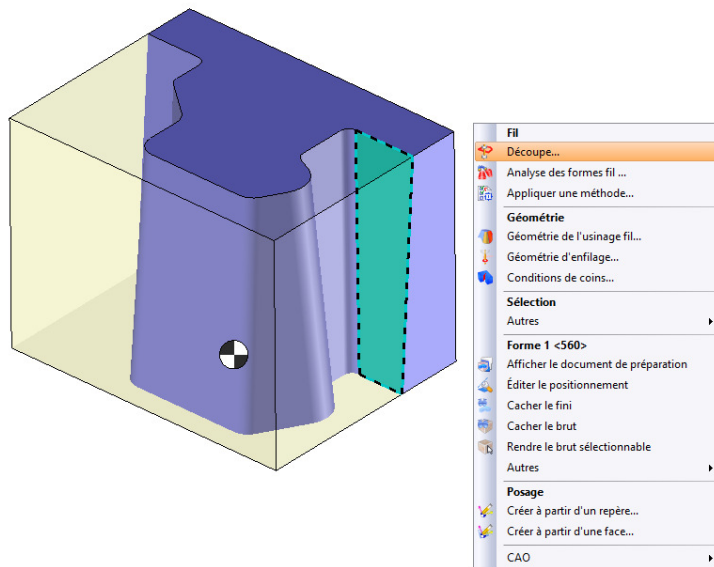 Fil
Découpe...
Analyse des formes fil ...
Appliquer une méthode...
Géométrie
Géométrie de l'usinage fil...
Géométrie d'enfilage...
Conditions de coins...
Sélection
Autres
Forme 1 <560>
Afficher le document de préparation
Éditer le positionnement
Cacher le fini
Cacher le brut
Rendre le brut sélectionnable
Autres
Posage
Créer à partir d'un repère...
Créer à partir d'une face...
CAO